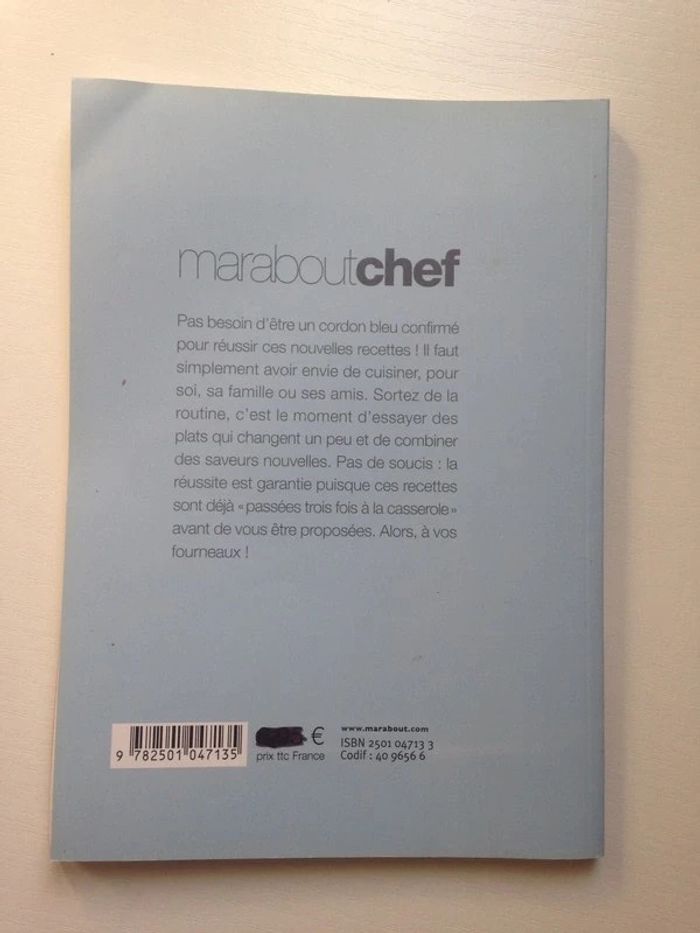 maraboutchef
Pas besoin d'être un cordon bleu confirmé
pour réussir ces nouvelles recettes ! Il faut
simplement avoir envie de cuisiner, pour
soi, sa famille ou ses amis. Sortez de la
routine, c'est le moment d'essayer des
plats qui changent un peu et de combiner
des saveurs nouvelles. Pas de soucis : la
réussite est garantie puisque ces recettes
sont déjà «passées trois fois à la casserole»
avant de vous être proposées. Alors, à vos
fourneaux !
9 782501 047135
€
prix ttc France
www.marabout.com
ISBN 2501 04713 3
Codif : 40 9656 6